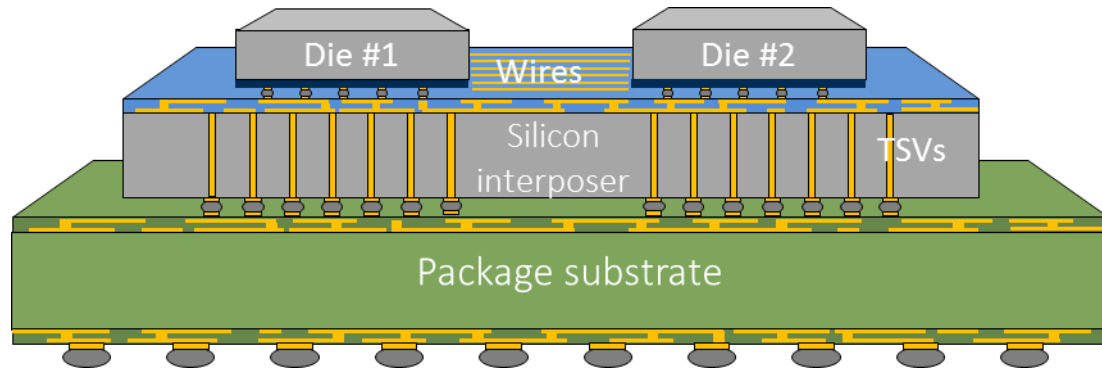 Die #1
Die #2
Wires
Silicon
interposer
TSVs
Package substrate